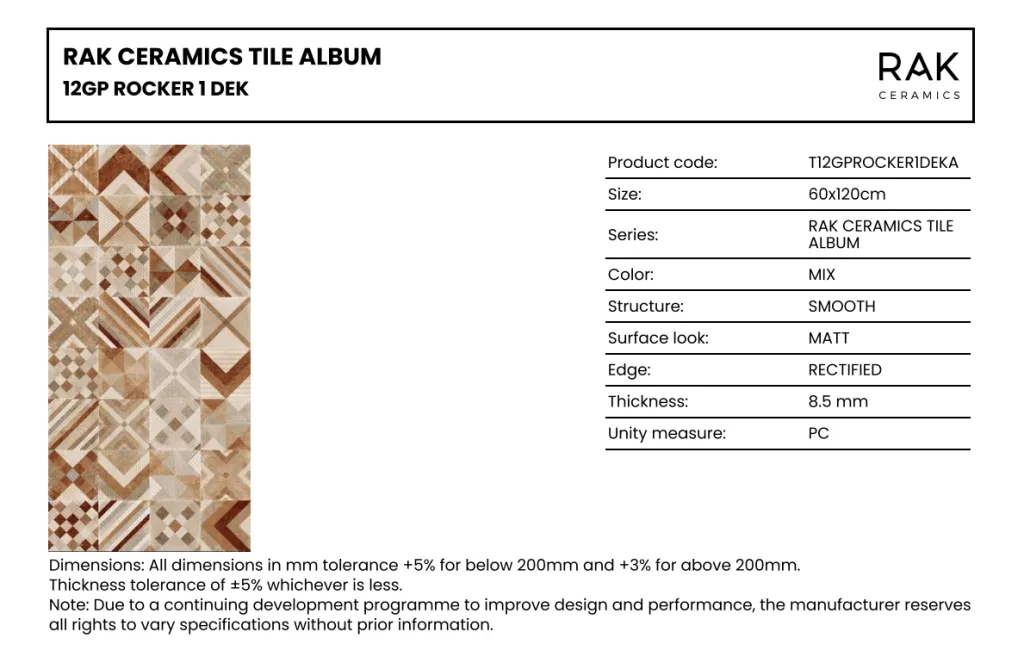 RAK CERAMICS TILE ALBUM
12GP ROCKER 1 DEK
RAK
CERAMICS
Product code: T12GPROCKER1DEKA
Size: 60x120cm
Series: RAK CERAMICS TILE
ALBUM
Color: MIX
Structure: SMOOTH
Surface look: MATT
Edge: RECTIFIED
Thickness: 8.5 mm
Unity measure: PC
Dimensions: All dimensions in mm tolerance +5% for below 200mm and +3% for above 200mm.
Thickness tolerance of ±5% whichever is less.
Note: Due to a continuing development programme to improve design and performance, the manufacturer reserves
all rights to vary specifications without prior information.